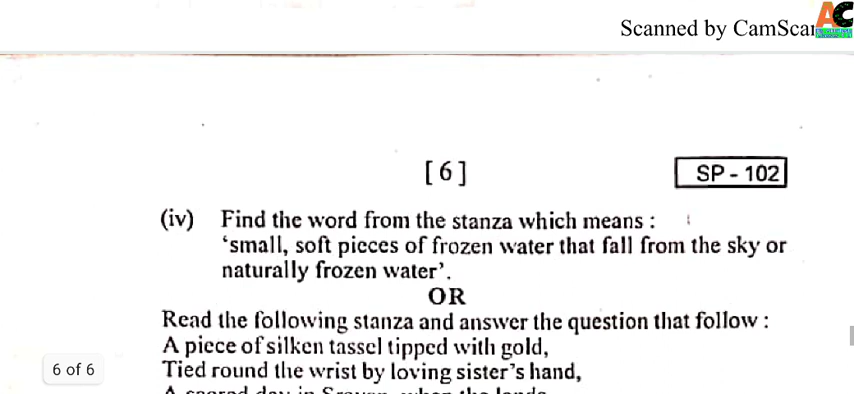 Scanned by CamScan
AC
[6]
SP - 102
(iv) Find the word from the stanza which means :
‘small, soft pieces of frozen water that fall from the sky or
naturally frozen water’.
OR
Read the following stanza and answer the question that follow :
A piece of silken tassel tipped with gold,
Tied round the wrist by loving sister’s hand,
6 of 6